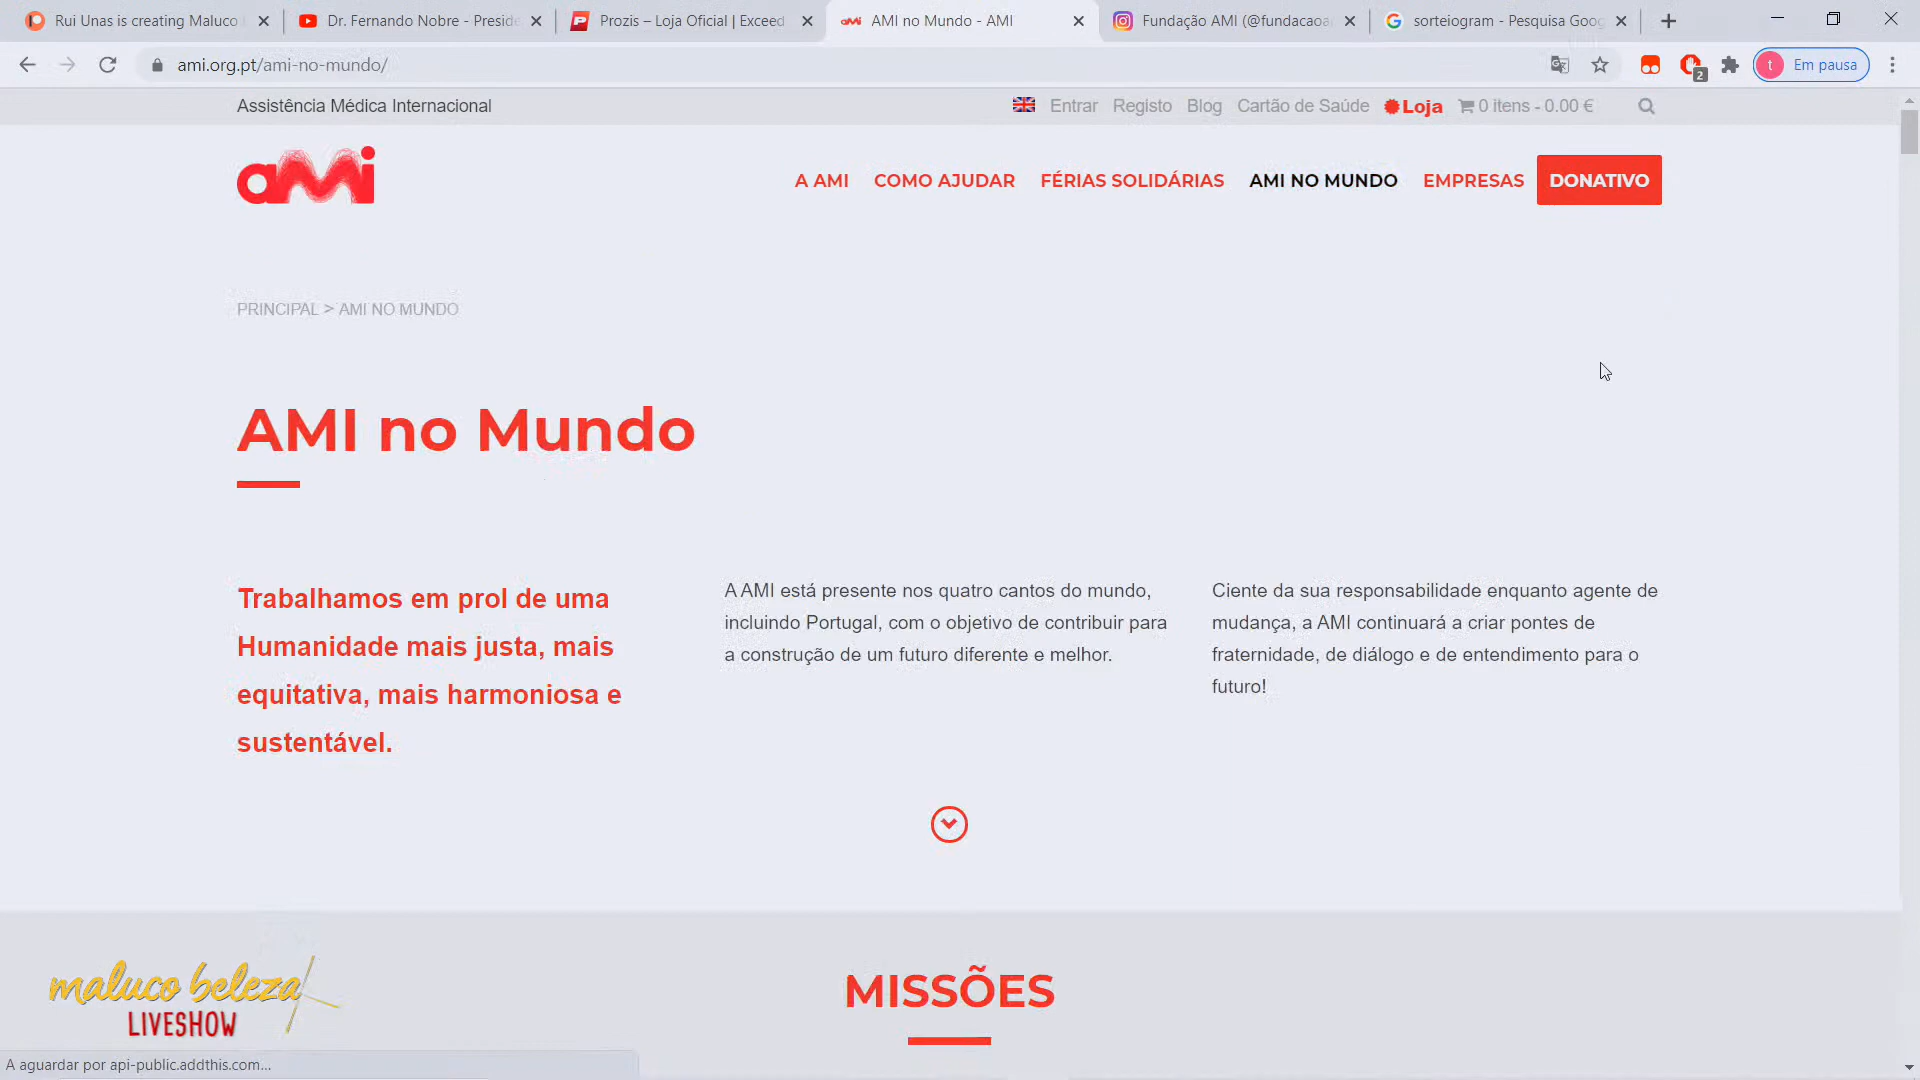 Rui Unas is creating Maluco
Dr. Fernando Nobre - Preside
Prozis – Loja Oficial | Exceed
AMI no Mundo - AMI
Fundação AMI (@fundacaoa
sorteiogram - Pesquisa Goog
ami.org.pt/ami-no-mundo/
2
t Em pausa
Assistência Médica Internacional
Entrar Registo Blog Cartão de Saúde Loja 0 itens - 0.00 €
aMi
A AMI COMO AJUDAR FÉRIAS SOLIDÁRIAS AMI NO MUNDO EMPRESAS DONATIVO
PRINCIPAL > AMI NO MUNDO
AMI no Mundo
Trabalhamos em prol de uma
Humanidade mais justa, mais
equitativa, mais harmoniosa e
sustentável.
A AMI está presente nos quatro cantos do mundo,
incluindo Portugal, com o objetivo de contribuir para
a construção de um futuro diferente e melhor.
Ciente da sua responsabilidade enquanto agente de
mudança, a AMI continuará a criar pontes de
fraternidade, de diálogo e de entendimento para o
futuro!
MISSÕES
maluco beleza
LIVESHOW
A aguardar por api-public.addthis.com...